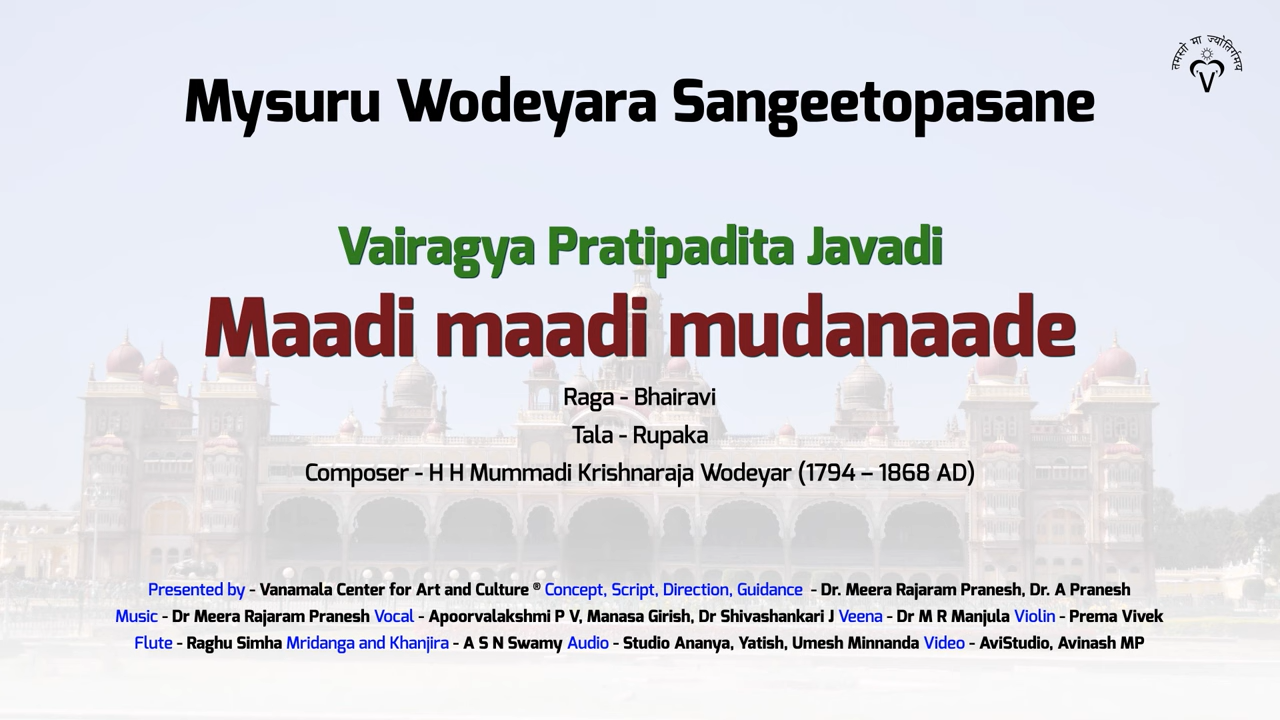 तमसो मा ज्योतिर्गमय
V
Mysuru Wodeyara Sangeetopasane
Vairagya Pratipadita Javadi
Maadi maadi mudanaade
Raga - Bhairavi
Tala - Rupaka
Composer - H H Mummadi Krishnaraja Wodeyar (1794 – 1868 AD)
Presented by - Vanamala Center for Art and Culture ® Concept, Script, Direction, Guidance - Dr. Meera Rajaram Pranesh, Dr. A Pranesh
Music - Dr Meera Rajaram Pranesh Vocal - Apoorvalakshmi P V, Manasa Girish, Dr Shivashankari J Veena - Dr M R Manjula Violin - Prema Vivek
Flute - Raghu Simha Mridanga and Khanjira - A S N Swamy Audio - Studio Ananya, Yatish, Umesh Minnanda Video - AviStudio, Avinash MP